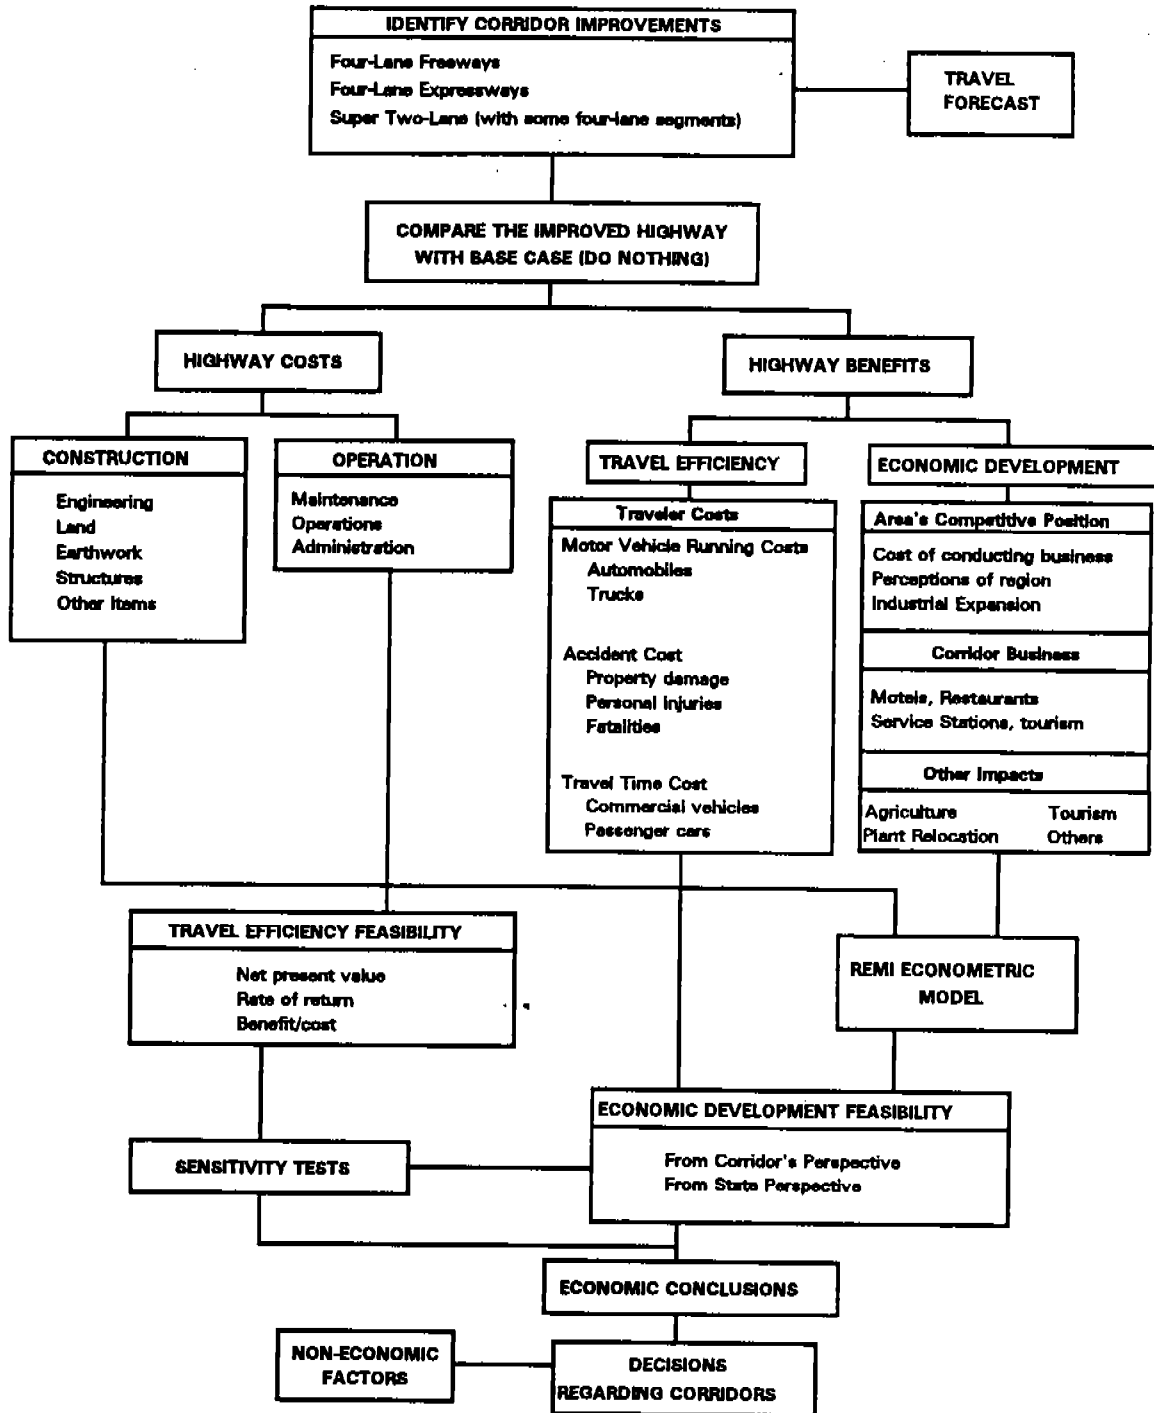 IDENTIFY CORRIDOR IMPROVEMENTS
Four-Lane Freeways
Four-Lane Expressways
Super Two-Lane (with some four-lane segments)
TRAVEL
FORECAST
COMPARE THE IMPROVED HIGHWAY
WITH BASE CASE (DO NOTHING)
HIGHWAY COSTS
HIGHWAY BENEFITS
CONSTRUCTION
Engineering
Land
Earthwork
Structures
Other Items
OPERATION
Maintenance
Operations
Administration
TRAVEL EFFICIENCY
Traveler Costs
Motor Vehicle Running Costs
Automobiles
Trucks
Accident Cost
Property damage
Personal injuries
Fatalities
Travel Time Cost
Commercial vehicles
Passenger cars
ECONOMIC DEVELOPMENT
Area's Competitive Position
Cost of conducting business
Perceptions of region
Industrial Expansion
Corridor Business
Motels, Restaurants
Service Stations, tourism
Other Impacts
Agriculture Tourism
Plant Relocation Others
TRAVEL EFFICIENCY FEASIBILITY
Net present value
Rate of return
Benefit/cost
REMI ECONOMETRIC
MODEL
ECONOMIC DEVELOPMENT FEASIBILITY
From Corridor's Perspective
From State Perspective
SENSITIVITY TESTS
ECONOMIC CONCLUSIONS
NON-ECONOMIC
FACTORS
DECISIONS
REGARDING CORRIDORS